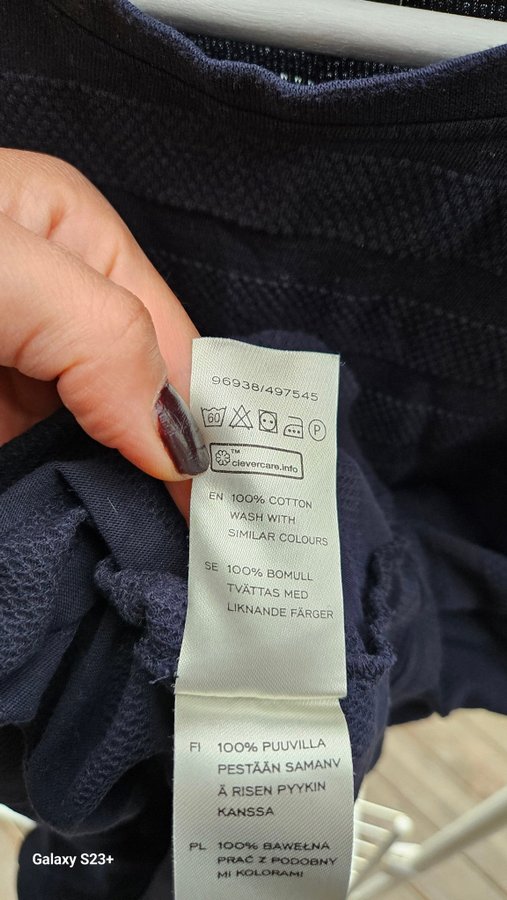 96938/497545
60
P
™
clevercare.info
EN 100% COTTON
WASH WITH
SIMILAR COLOURS
SE 100% BOMULL
TVÄTTAS MED
LIKNANDE FÄRGER
FI 100% PUUVILLA
PESTÄÄN SAMANV
Ä RISEN PYYKIN
KANSSA
PL 100% BAWEŁNA
PRAĆ Z PODOBNY
MI KOLORAMI
Galaxy S23+